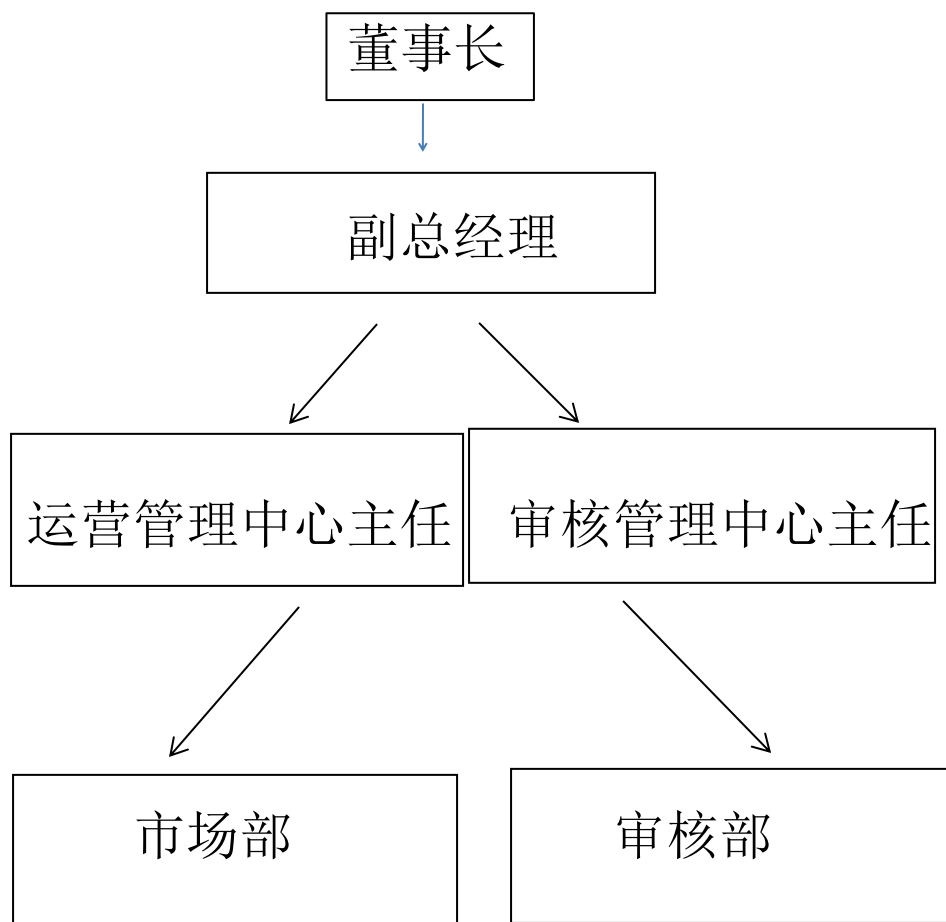 董事长
副总经理
运营管理中心主任
审核管理中心主任
市场部
审核部